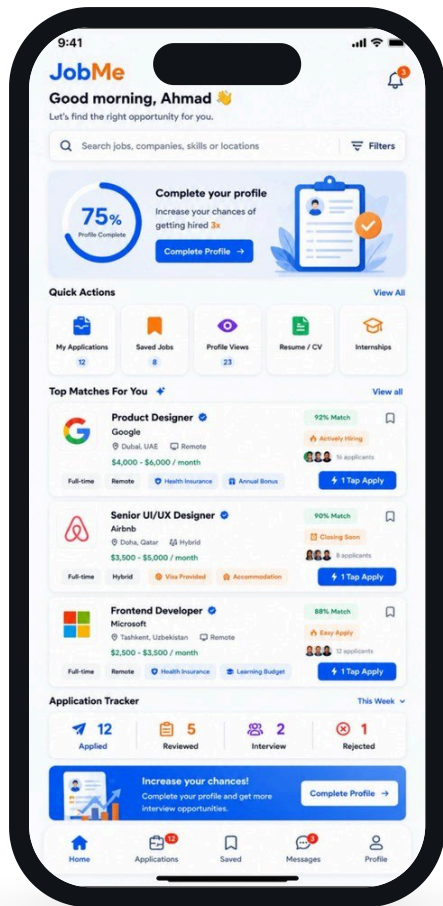 9:41
JobMe
3
Good morning, Ahmad 👋
Let's find the right opportunity for you.
Search jobs, companies, skills or locations
Filters
75%
Profile Complete
Complete your profile
Increase your chances of
getting hired 3x
Complete Profile →
Quick Actions
View All
My Applications
12
Saved Jobs
8
Profile Views
23
Resume / CV
Internships
Top Matches For You
View all
Product Designer
Google
Dubai, UAE Remote
$4,000 - $6,000 / month
Full-time Remote Health Insurance Annual Bonus
92% Match
Actively Hiring
16 applicants
1 Tap Apply
Senior UI/UX Designer
Airbnb
Doha, Qatar Hybrid
$3,500 - $5,000 / month
Full-time Hybrid Visa Provided Accommodation
90% Match
Closing Soon
8 applicants
1 Tap Apply
Frontend Developer
Microsoft
Tashkent, Uzbekistan Remote
$2,500 - $3,500 / month
Full-time Remote Health Insurance Learning Budget
88% Match
Easy Apply
12 applicants
1 Tap Apply
Application Tracker
This Week
12
Applied
5
Reviewed
2
Interview
1
Rejected
Increase your chances!
Complete your profile and get more
interview opportunities.
Complete Profile →
Home
12
Applications
Saved
3
Messages
Profile